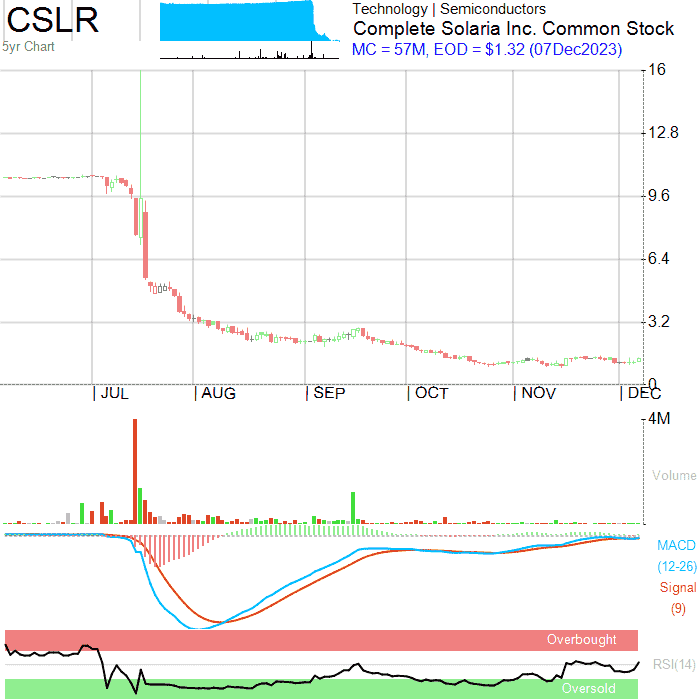 CSLR
5yr Chart
Technology | Semiconductors
Complete Solaria Inc. Common Stock
MC = 57M, EOD = $1.32 (07Dec2023)
16
12.8
9.6
6.4
3.2
0
JUL AUG SEP OCT NOV DEC
4M
Volume
MACD
(12-26)
Signal
(9)
Overbought
RSI(14)
Oversold